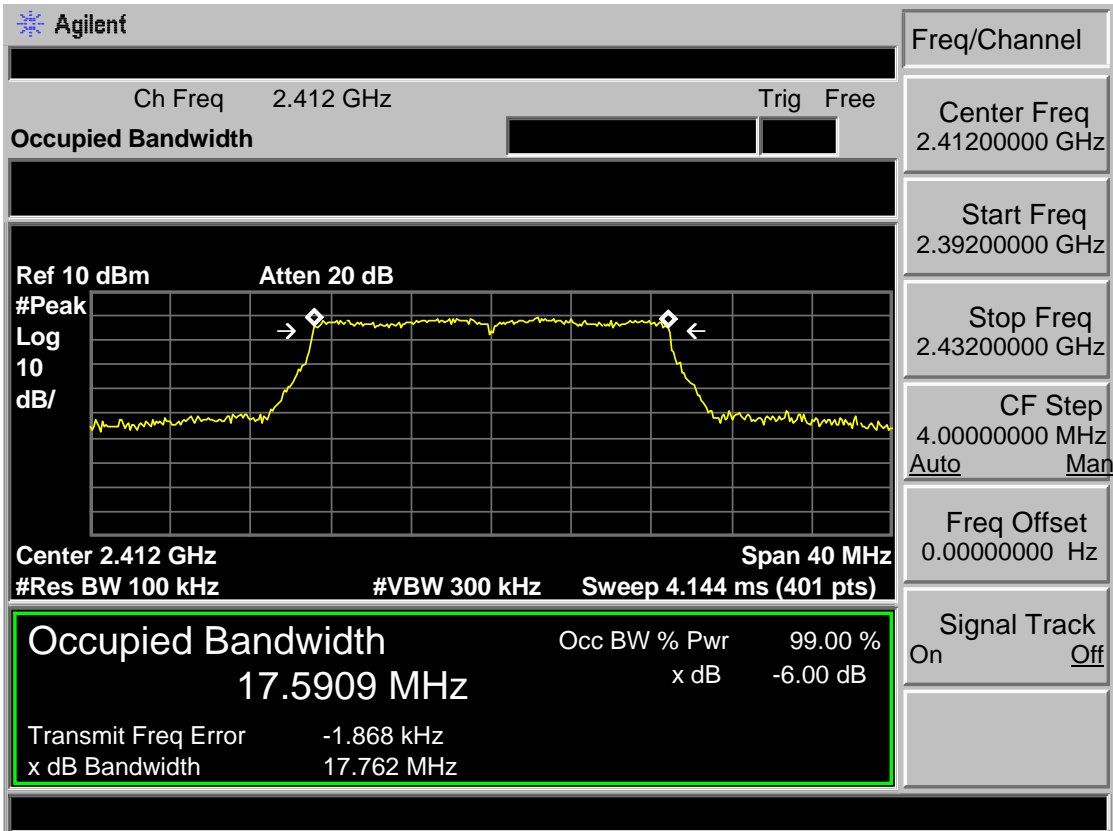 Agilent
Freq/Channel
Ch Freq 2.412 GHz Trig Free
Occupied Bandwidth
Center Freq
2.41200000 GHz
Start Freq
2.39200000 GHz
Stop Freq
2.43200000 GHz
CF Step
4.00000000 MHz
Auto Man
Freq Offset
0.00000000 Hz
Signal Track
On Off
Ref 10 dBm Atten 20 dB
#Peak
Log
10
dB/
Center 2.412 GHz Span 40 MHz
#Res BW 100 kHz #VBW 300 kHz Sweep 4.144 ms (401 pts)
Occupied Bandwidth Occ BW % Pwr 99.00 %
17.5909 MHz x dB -6.00 dB
Transmit Freq Error -1.868 kHz
x dB Bandwidth 17.762 MHz